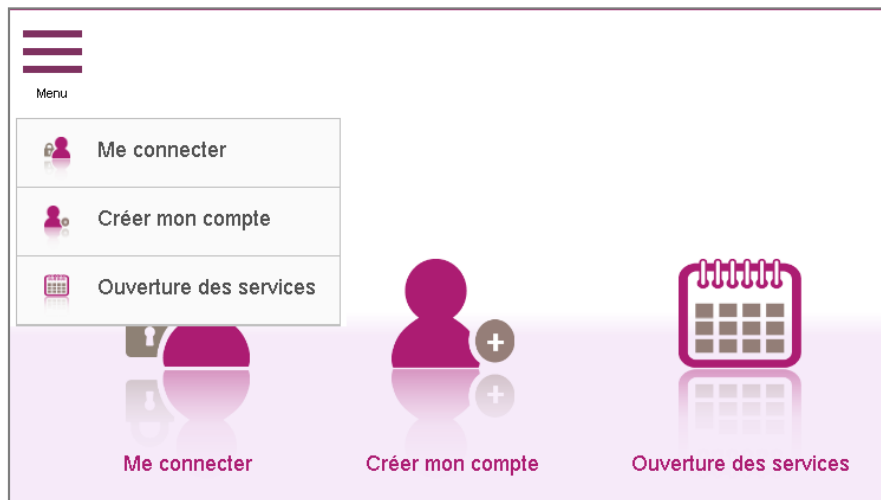 Menu
Me connecter
Créer mon compte
Ouverture des services
Me connecter
Créer mon compte
Ouverture des services